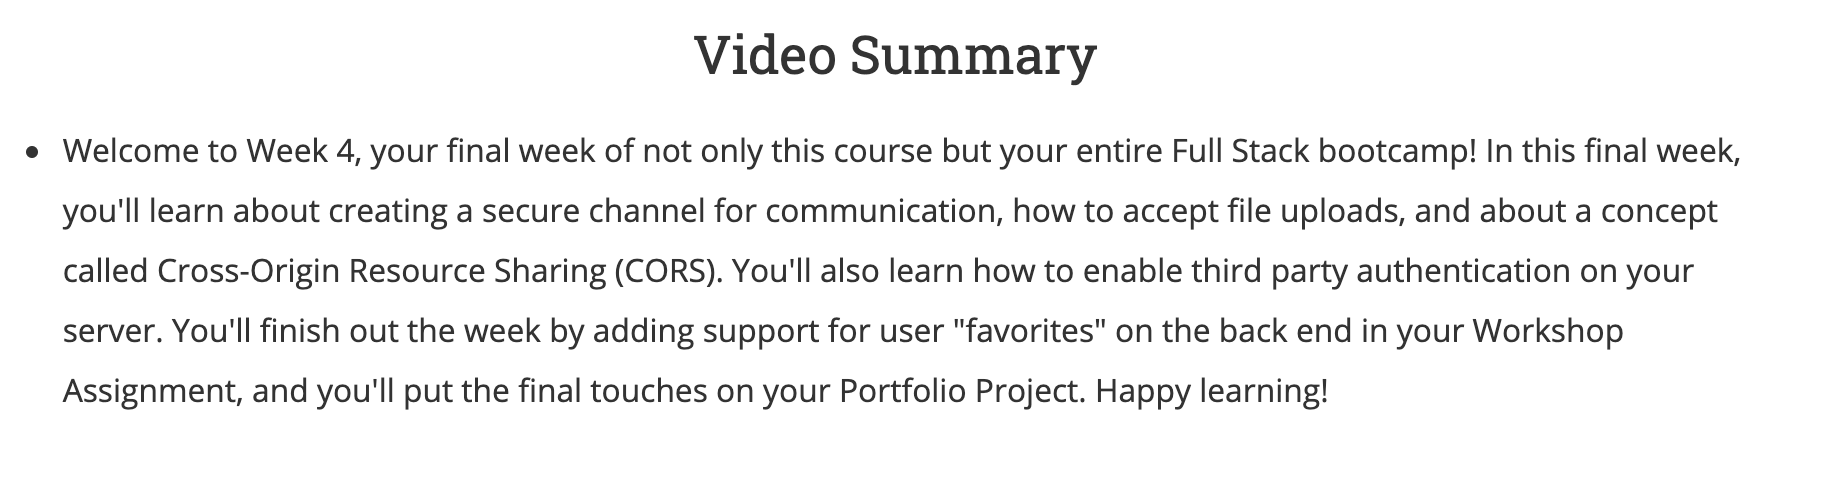 Video Summary
• Welcome to Week 4, your final week of not only this course but your entire Full Stack bootcamp! In this final week,
you'll learn about creating a secure channel for communication, how to accept file uploads, and about a concept
called Cross-Origin Resource Sharing (CORS). You'll also learn how to enable third party authentication on your
server. You'll finish out the week by adding support for user "favorites" on the back end in your Workshop
Assignment, and you'll put the final touches on your Portfolio Project. Happy learning!